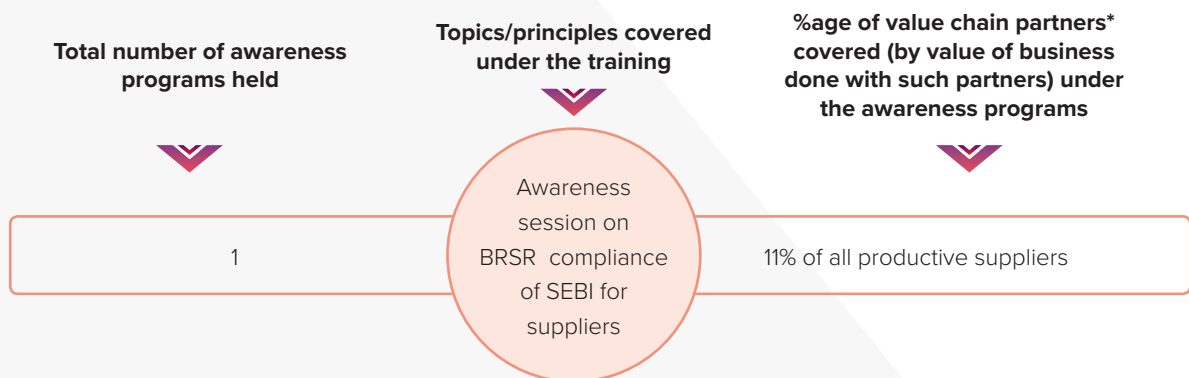 Total number of awareness
programs held
Topics/principles covered
under the training
%age of value chain partners*
covered (by value of business
done with such partners) under
the awareness programs
1
Awareness
session on
BRSR compliance
of SEBI for
suppliers
11% of all productive suppliers